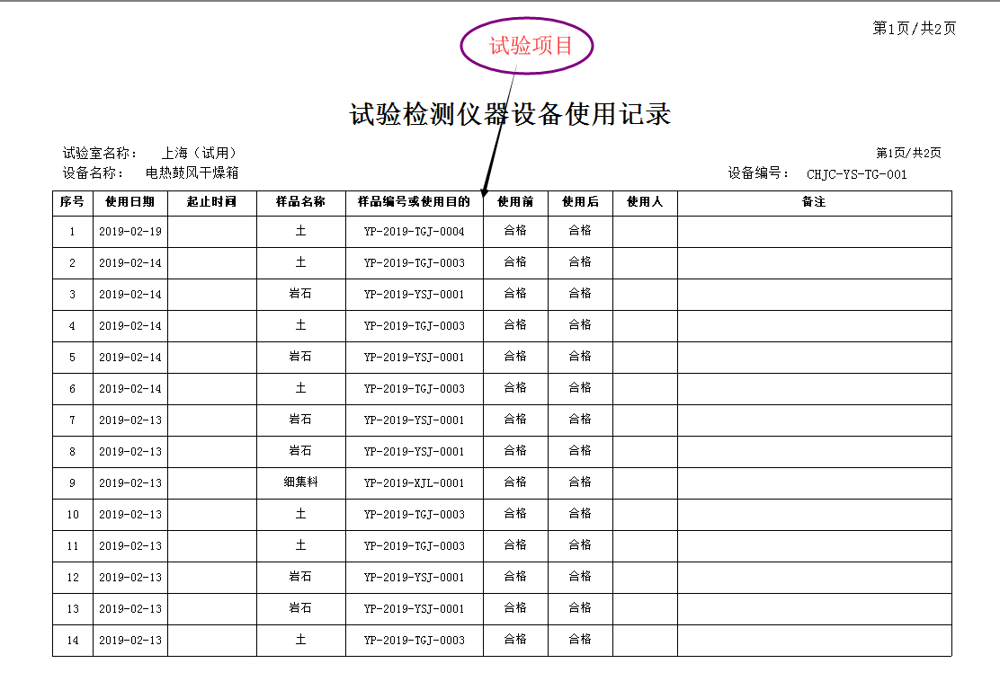 第1页/共2页
试验项目
试验检测仪器设备使用记录
试验室名称： 上海（试用） 第1页/共2页
设备名称： 电热鼓风干燥箱 设备编号： CHJC-YS-TG-001
序号 使用日期 起止时间 样品名称 样品编号或使用目的 使用前 使用后 使用人 备注
1 2019-02-19 土 YP-2019-TGJ-0004 合格 合格
2 2019-02-14 土 YP-2019-TGJ-0003 合格 合格
3 2019-02-14 岩石 YP-2019-YSJ-0001 合格 合格
4 2019-02-14 土 YP-2019-TGJ-0003 合格 合格
5 2019-02-14 岩石 YP-2019-YSJ-0001 合格 合格
6 2019-02-14 土 YP-2019-TGJ-0003 合格 合格
7 2019-02-13 岩石 YP-2019-YSJ-0001 合格 合格
8 2019-02-13 岩石 YP-2019-YSJ-0001 合格 合格
9 2019-02-13 细集料 YP-2019-XJL-0001 合格 合格
10 2019-02-13 土 YP-2019-TGJ-0003 合格 合格
11 2019-02-13 土 YP-2019-TGJ-0003 合格 合格
12 2019-02-13 岩石 YP-2019-YSJ-0001 合格 合格
13 2019-02-13 岩石 YP-2019-YSJ-0001 合格 合格
14 2019-02-13 土 YP-2019-TGJ-0003 合格 合格